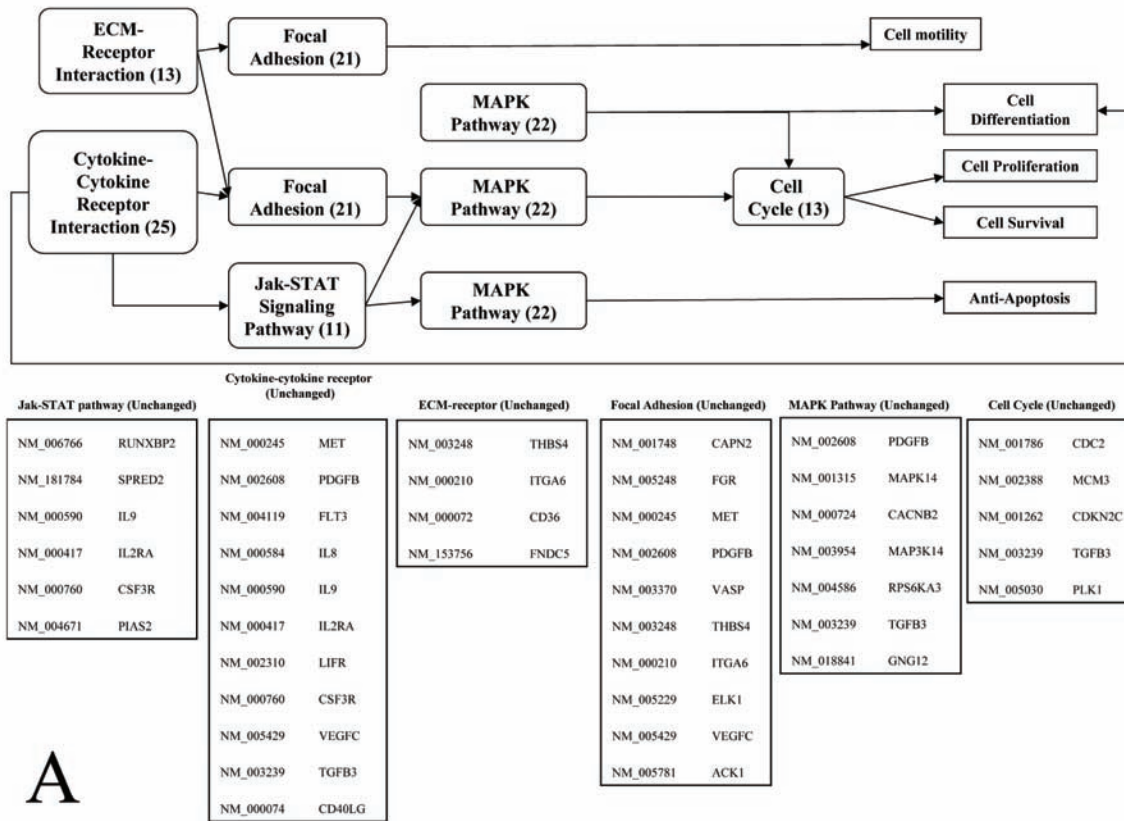 ECM-
Receptor
Interaction (13)
Focal
Adhesion (21)
Cell motility
MAPK
Pathway (22)
Cell
Differentiation
Cytokine-
Cytokine
Receptor
Interaction (25)
Focal
Adhesion (21)
MAPK
Pathway (22)
Cell
Cycle (13)
Cell Proliferation
Cell Survival
Jak-STAT
Signaling
Pathway (11)
MAPK
Pathway (22)
Anti-Apoptosis
Jak-STAT pathway (Unchanged)
NM_006766 RUNXBP2
NM_181784 SPRED2
NM_000590 IL9
NM_000417 IL2RA
NM_000760 CSF3R
NM_004671 PIAS2
Cytokine-cytokine receptor
(Unchanged)
NM_000245 MET
NM_002608 PDGFB
NM_004119 FLT3
NM_000584 IL8
NM_000590 IL9
NM_000417 IL2RA
NM_002310 LIFR
NM_000760 CSF3R
NM_005429 VEGFC
NM_003239 TGFB3
NM_000074 CD40LG
ECM-receptor (Unchanged)
NM_003248 THBS4
NM_000210 ITGA6
NM_000072 CD36
NM_153756 FNDC5
Focal Adhesion (Unchanged)
NM_001748 CAPN2
NM_005248 FGR
NM_000245 MET
NM_002608 PDGFB
NM_003370 VASP
NM_003248 THBS4
NM_000210 ITGA6
NM_005229 ELK1
NM_005429 VEGFC
NM_005781 ACK1
MAPK Pathway (Unchanged)
NM_002608 PDGFB
NM_001315 MAPK14
NM_000724 CACNB2
NM_003954 MAP3K14
NM_004586 RPS6KA3
NM_003239 TGFB3
NM_018841 GNG12
Cell Cycle (Unchanged)
NM_001786 CDC2
NM_002388 MCM3
NM_001262 CDKN2C
NM_003239 TGFB3
NM_005030 PLK1
A